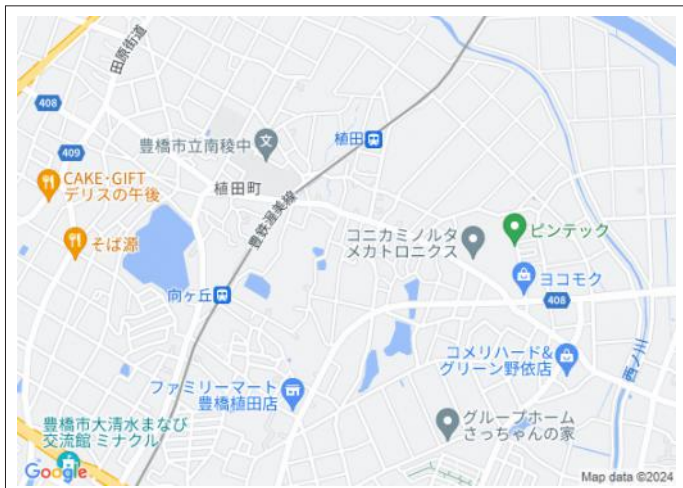 田原街道
408
豊橋市立南稜中
植田
409
CAKE・GIFT
デリスの午後
植田町
豊鉄渥美線
そば源
コニカミノルタ
メカトロニクス
ピンテック
ヨコモク
向ヶ丘
408
コメリハード&
グリーン野依店
西ノ川
ファミリーマート
豊橋植田店
豊橋市大清水まなび
交流館 ミナクル
グループホーム
さっちゃんの家
Google
Map data ©2024